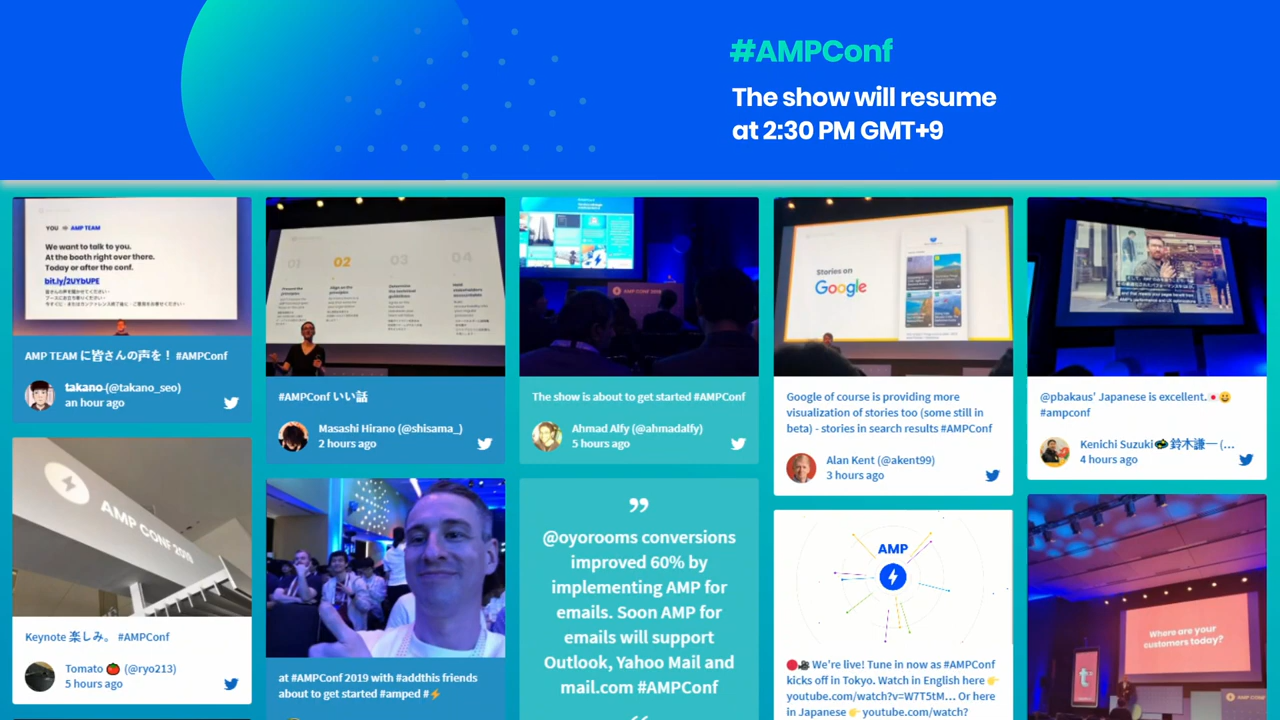 #AMPConf
The show will resume
at 2:30 PM GMT+9
YOU ⇨ AMP TEAM
We want to talk to you.
At the booth right over there.
Today or after the conf.
bit.ly/2UYbUPE
AMP TEAM に皆さんの声を！ #AMPConf
takano (@takano_seo)
an hour ago
AMP CONF 2019
Keynote 楽しみ。 #AMPConf
Tomato 🍅 (@ryo213)
5 hours ago
01 02 03 04
#AMPConf いい話
Masashi Hirano (@shisama_)
2 hours ago
at #AMPConf 2019 with #addthis friends
about to get started #amped #⚡
AMP CONF 2019
The show is about to get started #AMPConf
Ahmad Alfy (@ahmadalfy)
5 hours ago
”
@oyorooms conversions
improved 60% by
implementing AMP for
emails. Soon AMP for
emails will support
Outlook, Yahoo Mail and
mail.com #AMPConf
Stories on
Google
Google of course is providing more
visualization of stories too (some still in
beta) - stories in search results #AMPConf
Alan Kent (@akent99)
3 hours ago
AMP
🔴🎥 We're live! Tune in now as #AMPConf
kicks off in Tokyo. Watch in English here 👉
youtube.com/watch?v=W7T5tM… Or here
in Japanese 👉 youtube.com/watch?
@pbakaus' Japanese is excellent.🇯🇵😃
#ampconf
Kenichi Suzuki🐲鈴木謙一 (…
4 hours ago
Where are your
customers today?
t
AMP CONF